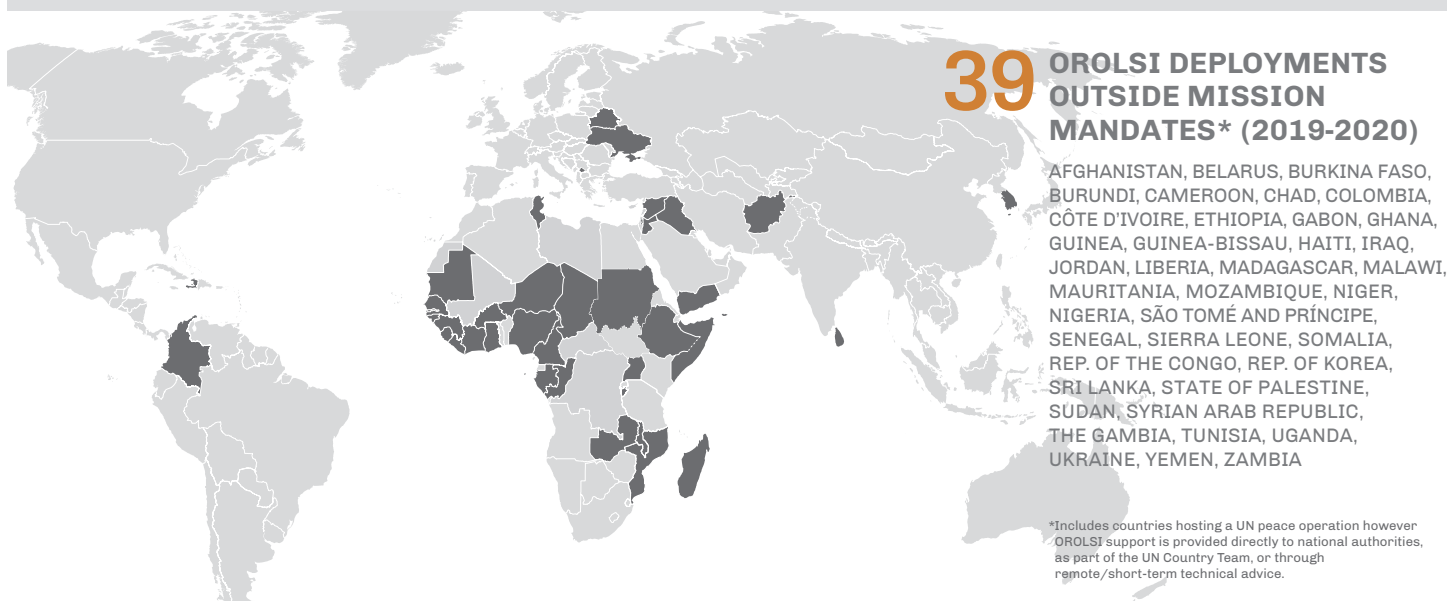 39
OROLSI DEPLOYMENTS
OUTSIDE MISSION
MANDATES* (2019-2020)
AFGHANISTAN, BELARUS, BURKINA FASO,
BURUNDI, CAMEROON, CHAD, COLOMBIA,
CÔTE D'IVOIRE, ETHIOPIA, GABON, GHANA,
GUINEA, GUINEA-BISSAU, HAITI, IRAQ,
JORDAN, LIBERIA, MADAGASCAR, MALAWI,
MAURITANIA, MOZAMBIQUE, NIGER,
NIGERIA, SÃO TOMÉ AND PRÍNCIPE,
SENEGAL, SIERRA LEONE, SOMALIA,
REP. OF THE CONGO, REP. OF KOREA,
SRI LANKA, STATE OF PALESTINE,
SUDAN, SYRIAN ARAB REPUBLIC,
THE GAMBIA, TUNISIA, UGANDA,
UKRAINE, YEMEN, ZAMBIA
*Includes countries hosting a UN peace operation however
OROLSI support is provided directly to national authorities,
as part of the UN Country Team, or through
remote/short-term technical advice.